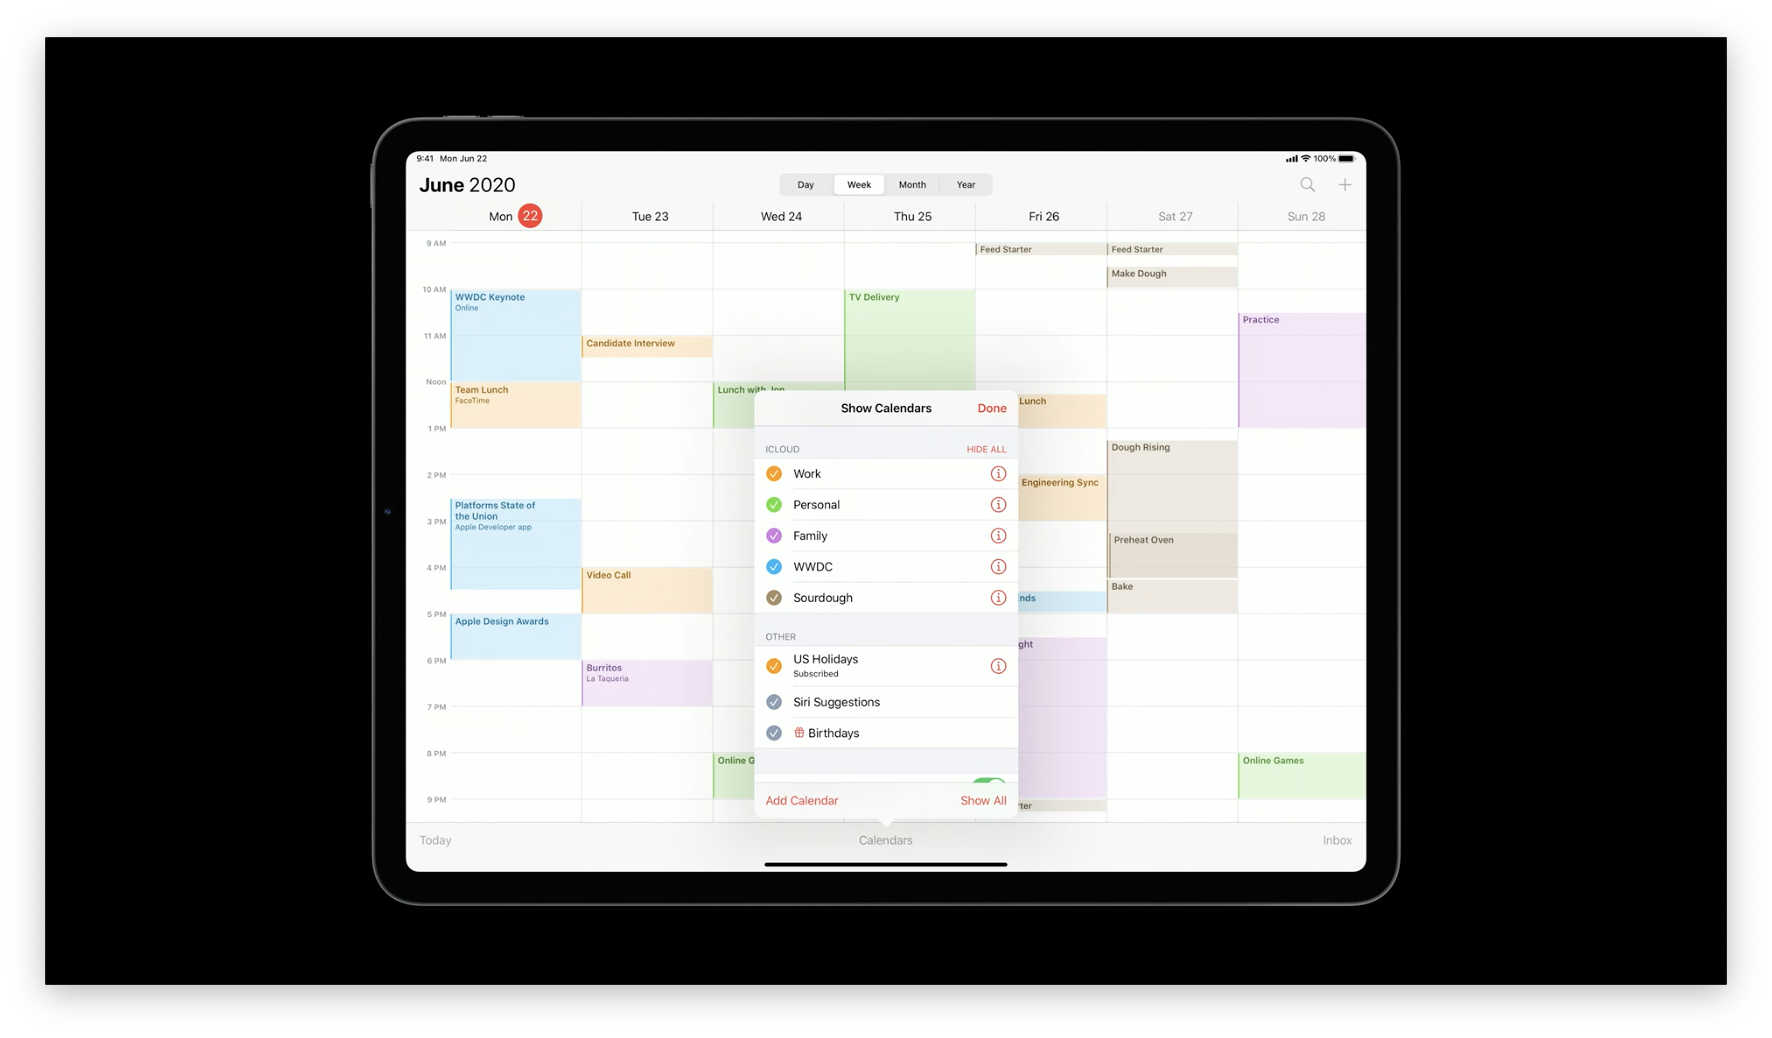 9:41 Mon Jun 22
100%
June 2020
Day Week Month Year
Mon 22 Tue 23 Wed 24 Thu 25 Fri 26 Sat 27 Sun 28
9 AM
Feed Starter
Feed Starter
Make Dough
10 AM
WWDC Keynote
Online
TV Delivery
Practice
11 AM
Candidate Interview
Noon
Team Lunch
FaceTime
Lunch with Jon
Lunch
1 PM
Dough Rising
2 PM
Engineering Sync
Platforms State of
the Union
Apple Developer app
3 PM
Preheat Oven
4 PM
Video Call
Bake
Ends
5 PM
Apple Design Awards
ght
6 PM
Burritos
La Taqueria
7 PM
8 PM
Online G
Online Games
9 PM
rter
Show Calendars Done
ICLOUD HIDE ALL
Work
Personal
Family
WWDC
Sourdough
OTHER
US Holidays
Subscribed
Siri Suggestions
Birthdays
Add Calendar Show All
Today Calendars Inbox